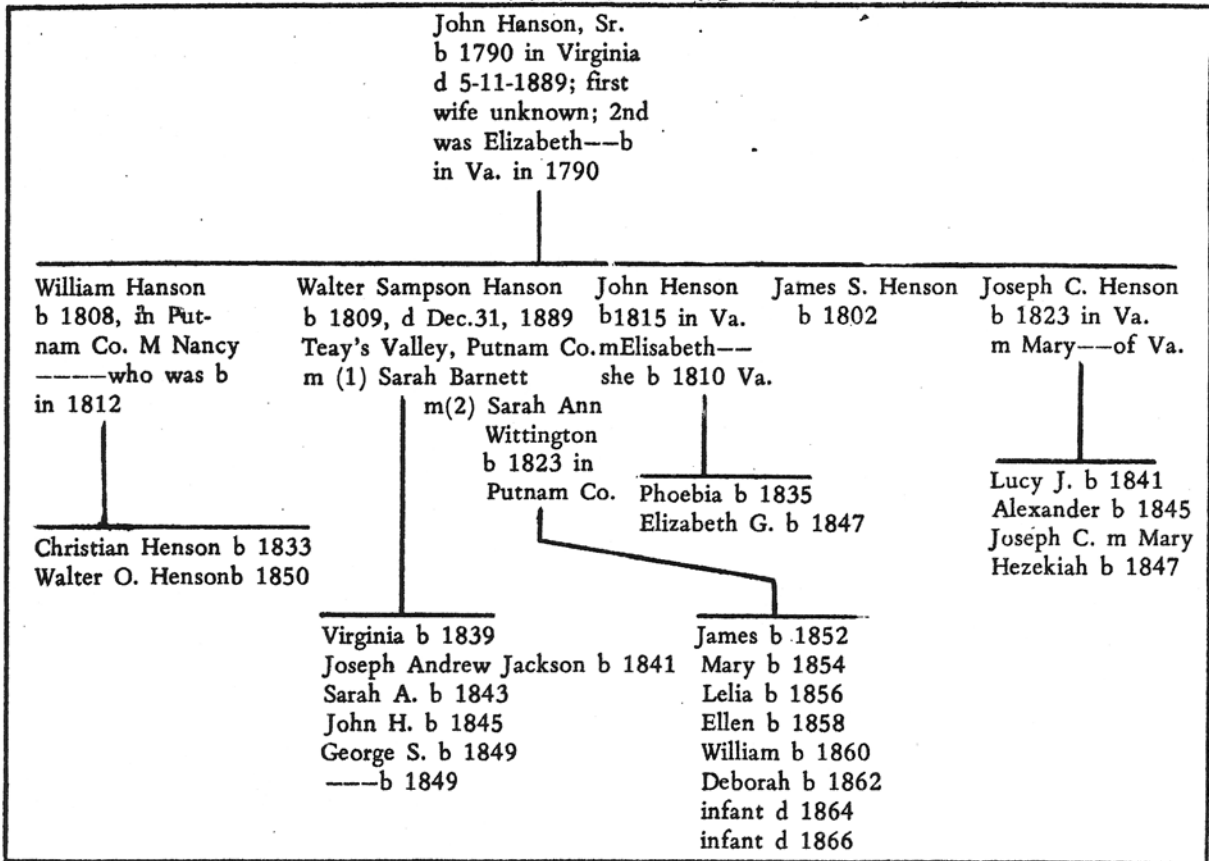 John Hanson, Sr.
b 1790 in Virginia
d 5-11-1889; first
wife unknown; 2nd
was Elizabeth——b
in Va. in 1790
William Hanson
b 1808, in Put-
nam Co. M Nancy
————who was b
in 1812
Christian Henson b 1833
Walter O. Hensonb 1850
Walter Sampson Hanson
b 1809, d Dec.31, 1889
Teay's Valley, Putnam Co.
m (1) Sarah Barnett
m(2) Sarah Ann
Wittington
b 1823 in
Putnam Co.
Virginia b 1839
Joseph Andrew Jackson b 1841
Sarah A. b 1843
John H. b 1845
George S. b 1849
———b 1849
James b 1852
Mary b 1854
Lelia b 1856
Ellen b 1858
William b 1860
Deborah b 1862
infant d 1864
infant d 1866
John Henson
b1815 in Va.
mElisabeth——
she b 1810 Va.
Phoebia b 1835
Elizabeth G. b 1847
James S. Henson
b 1802
Joseph C. Henson
b 1823 in Va.
m Mary——of Va.
Lucy J. b 1841
Alexander b 1845
Joseph C. m Mary
Hezekiah b 1847